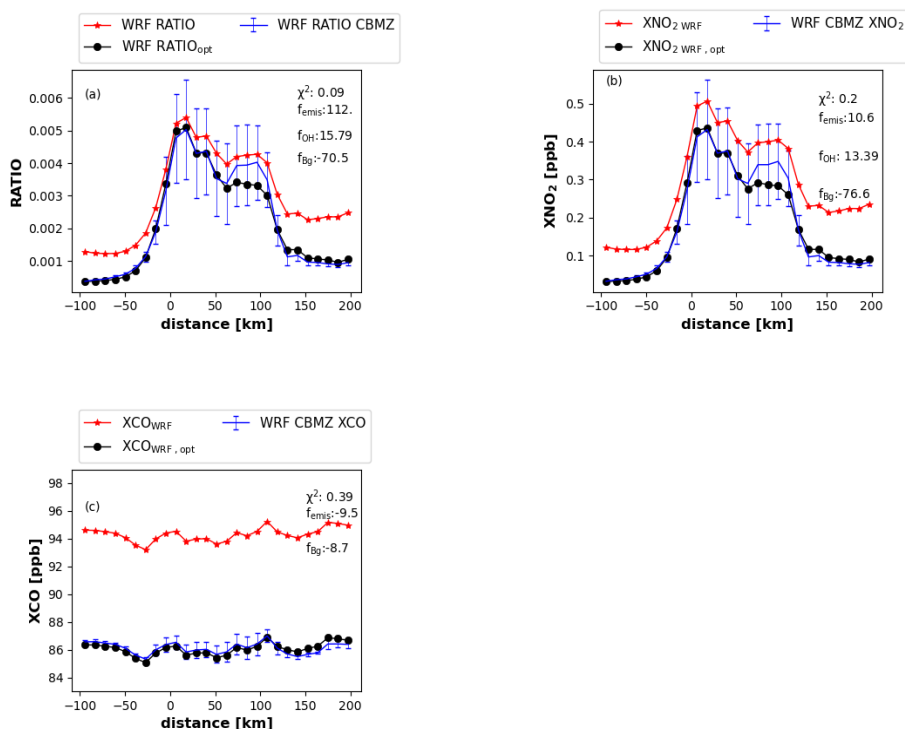 WRF RATIO
WRF RATIO CBMZ
WRF RATIOopt
(a)
χ²: 0.09
femis:112.
fOH:15.79
fBg:-70.5
0.006
0.005
0.004
0.003
0.002
0.001
RATIO
−100 −50 0 50 100 150 200
distance [km]
XNO2 WRF
WRF CBMZ XNO2
XNO2 WRF, opt
(b)
χ²: 0.2
femis:10.6
fOH: 13.39
fBg:-76.6
0.5
0.4
0.3
0.2
0.1
XNO2 [ppb]
−100 −50 0 50 100 150 200
distance [km]
XCOWRF
WRF CBMZ XCO
XCOWRF, opt
(c)
χ²: 0.39
femis:-9.5
fBg:-8.7
98
96
94
92
90
88
86
84
XCO [ppb]
−100 −50 0 50 100 150 200
distance [km]